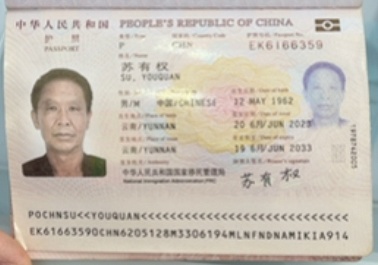 中华人民共和国 PEOPLE'S REPUBLIC OF CHINA
护照
PASSPORT
P CHN EK6166359
苏有权
SU, YOUQUAN
男/M 中国/CHINESE 12 MAY 1962
云南/YUNNAN 20 6月/JUN 2023
云南/YUNNAN 19 6月/JUN 2033
中华人民共和国国家移民管理局
National Immigration Administration, PRC
苏有权
POCHNSU<<YOUQUAN<<<<<<<<<<<<<<<<<<<<<<<<<<<<
EK61663590CHN6205128M3306194MLNFNDNAMIKIA914